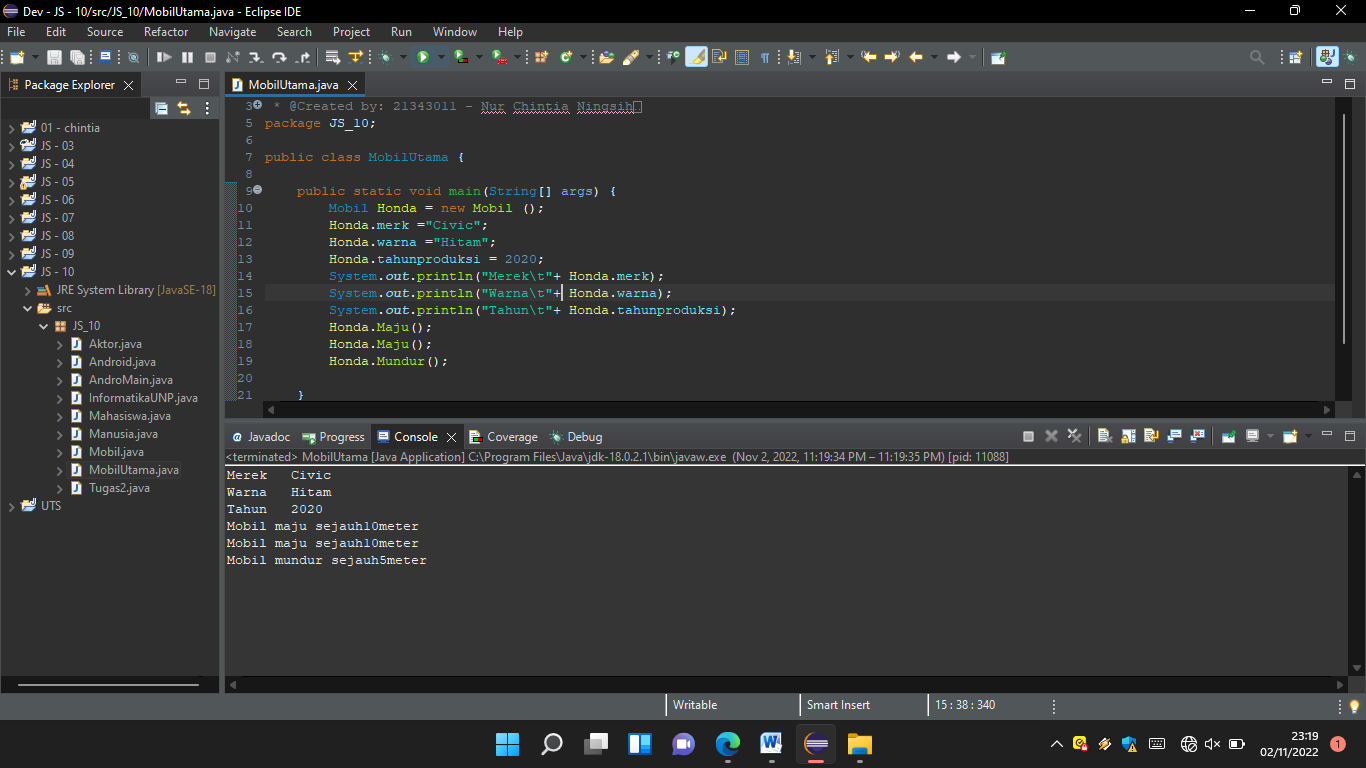 Dev - JS - 10/src/JS_10/MobilUtama.java - Eclipse IDE
File Edit Source Refactor Navigate Search Project Run Window Help
Package Explorer
01 - chintia
JS - 03
JS - 04
JS - 05
JS - 06
JS - 07
JS - 08
JS - 09
JS - 10
JRE System Library [JavaSE-18]
src
JS_10
Aktor.java
Android.java
AndroMain.java
InformatikaUNP.java
Mahasiswa.java
Manusia.java
Mobil.java
MobilUtama.java
Tugas2.java
UTS
MobilUtama.java
3 * @Created by: 21343011 - Nur Chintia Ningsih
5 package JS_10;
6
7 public class MobilUtama {
8
9 public static void main(String[] args) {
10 Mobil Honda = new Mobil ();
11 Honda.merk ="Civic";
12 Honda.warna ="Hitam";
13 Honda.tahunproduksi = 2020;
14 System.out.println("Merek\t"+ Honda.merk);
15 System.out.println("Warna\t"+ Honda.warna);
16 System.out.println("Tahun\t"+ Honda.tahunproduksi);
17 Honda.Maju();
18 Honda.Maju();
19 Honda.Mundur();
20
21 }
Javadoc Progress Console Coverage Debug
<terminated> MobilUtama [Java Application] C:\Program Files\Java\jdk-18.0.2.1\bin\javaw.exe (Nov 2, 2022, 11:19:34 PM – 11:19:35 PM) [pid: 11088]
Merek Civic
Warna Hitam
Tahun 2020
Mobil maju sejauh10meter
Mobil maju sejauh10meter
Mobil mundur sejauh5meter
Writable Smart Insert 15 : 38 : 340
23:19
02/11/2022
1